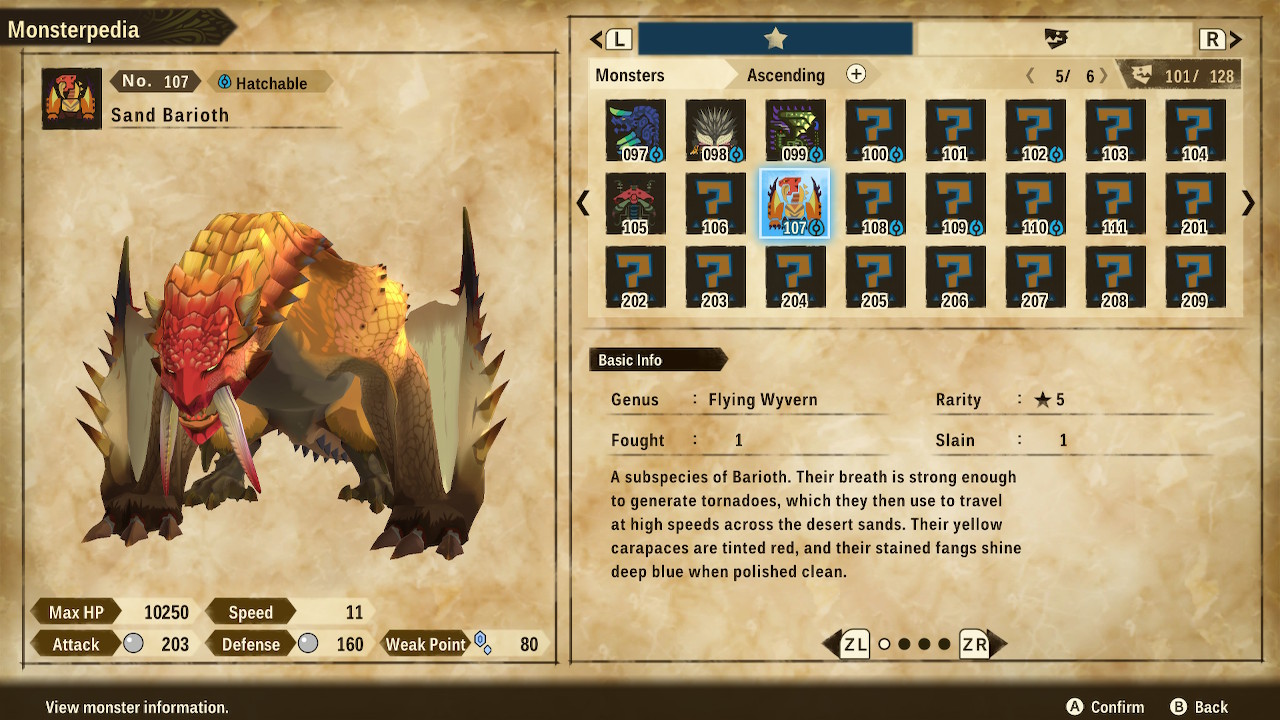 Monsterpedia
No. 107
Hatchable
Sand Barioth
Max HP 10250
Speed 11
Attack 203
Defense 160
Weak Point 80
L
R
Monsters
Ascending
5/ 6
101/ 128
097
098
099
100
101
102
103
104
105
106
107
108
109
110
111
201
202
203
204
205
206
207
208
209
Basic Info
Genus : Flying Wyvern
Rarity : ★ 5
Fought : 1
Slain : 1
A subspecies of Barioth. Their breath is strong enough
to generate tornadoes, which they then use to travel
at high speeds across the desert sands. Their yellow
carapaces are tinted red, and their stained fangs shine
deep blue when polished clean.
ZL
ZR
View monster information.
A Confirm
B Back